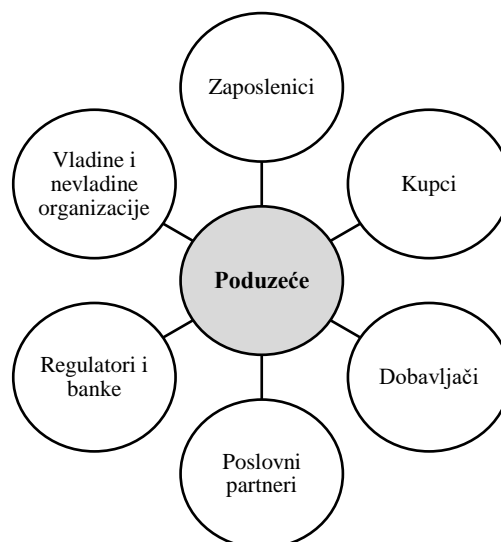 Zaposlenici
Vladine i
nevladine
organizacije
Kupci
Poduzeće
Regulatori i
banke
Dobavljači
Poslovni
partneri